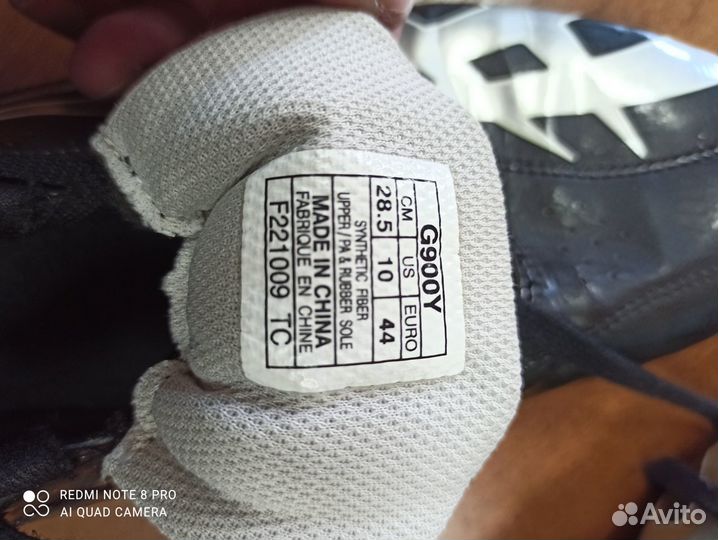 G900Y
CM US EURO
28.5 10 44
SYNTHETIC FIBER
UPPER/PA & RUBBER SOLE
MADE IN CHINA
FABRIQUE EN CHINE
F221009 TC
REDMI NOTE 8 PRO
AI QUAD CAMERA
Avito